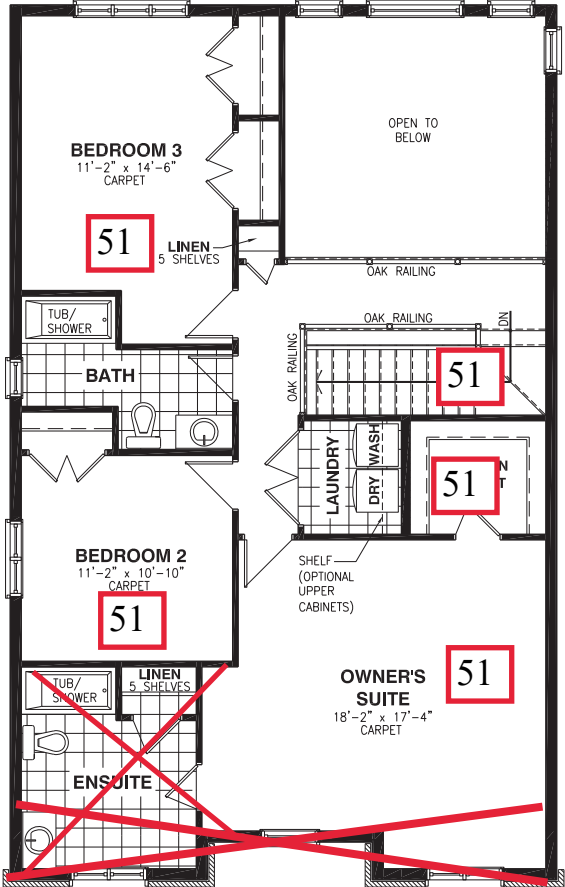 OPEN TO
BELOW
BEDROOM 3
11'-2" x 14'-6"
CARPET
51
LINEN
5 SHELVES
OAK RAILING
TUB/
SHOWER
OAK RAILING
DN
OAK RAILING
BATH
51
LAUNDRY
WASH
DRY
51
BEDROOM 2
11'-2" x 10'-10"
CARPET
51
SHELF
(OPTIONAL
UPPER
CABINETS)
LINEN
5 SHELVES
TUB/
SHOWER
OWNER'S
SUITE
18'-2" x 17'-4"
CARPET
51
ENSUITE